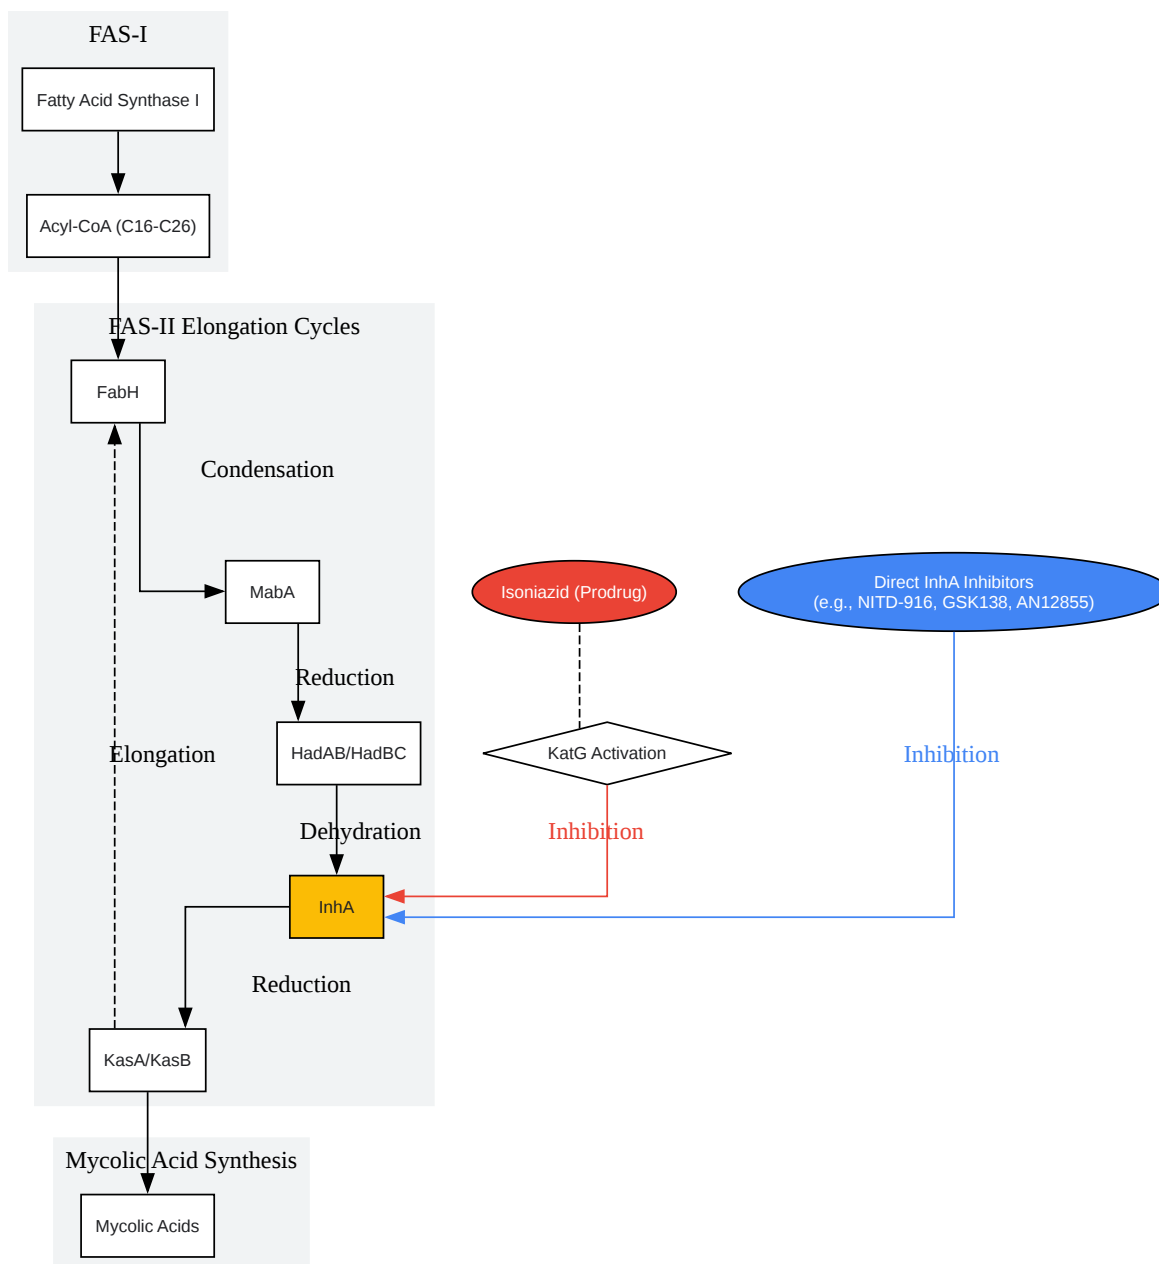 FAS-I
Fatty Acid Synthase I
Acyl-CoA (C16-C26)
FAS-II Elongation Cycles
FabH
Condensation
MabA
Isoniazid (Prodrug)
Direct InhA Inhibitors
(e.g., NITD-916, GSK138, AN12855)
Reduction
HadAB/HadBC
KatG Activation
Elongation
Inhibition
Dehydration
Inhibition
InhA
Reduction
KasA/KasB
Mycolic Acid Synthesis
Mycolic Acids